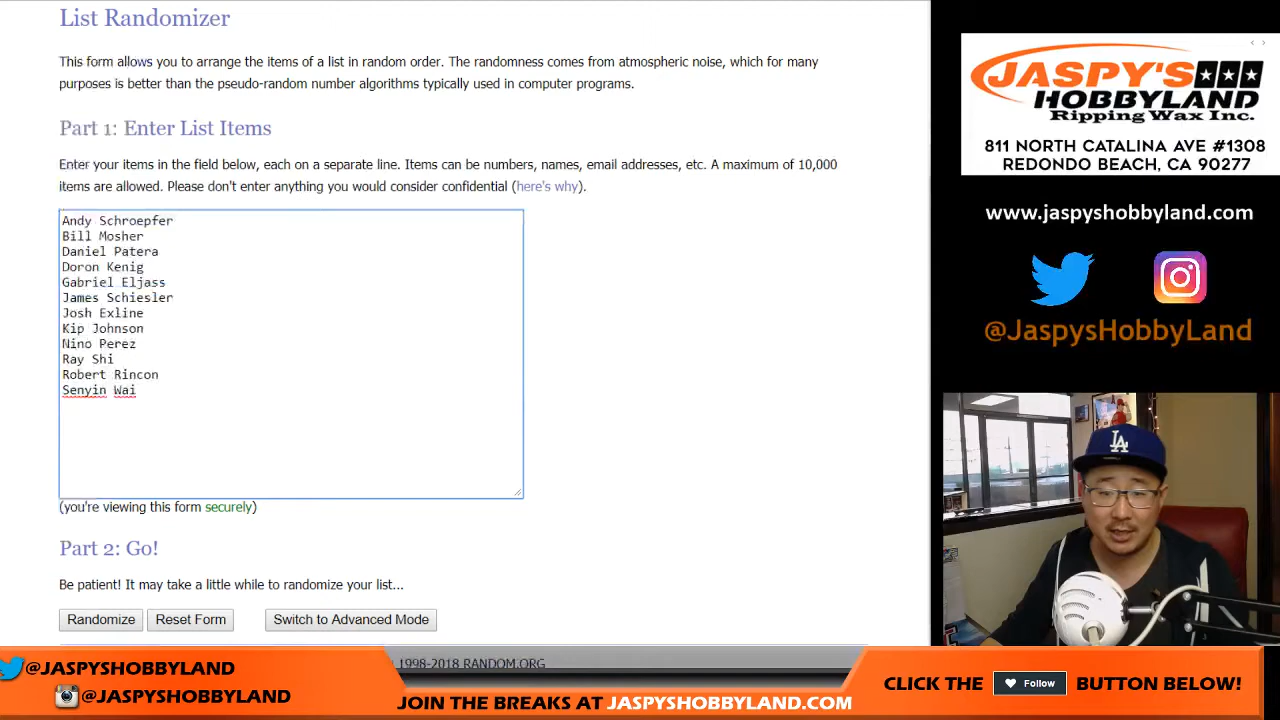 List Randomizer
This form allows you to arrange the items of a list in random order. The randomness comes from atmospheric noise, which for many
purposes is better than the pseudo-random number algorithms typically used in computer programs.
Part 1: Enter List Items
Enter your items in the field below, each on a separate line. Items can be numbers, names, email addresses, etc. A maximum of 10,000
items are allowed. Please don't enter anything you would consider confidential (here's why).
Andy Schroepfer
Bill Mosher
Daniel Patera
Doron Kenig
Gabriel Eljass
James Schiesler
Josh Exline
Kip Johnson
Nino Perez
Ray Shi
Robert Rincon
Senyin Wai
(you're viewing this form securely)
Part 2: Go!
Be patient! It may take a little while to randomize your list...
Randomize Reset Form Switch to Advanced Mode
1998-2018 RANDOM.ORG
JASPY'S
HOBBYLAND
Ripping Wax Inc.
811 NORTH CATALINA AVE #1308
REDONDO BEACH, CA 90277
www.jaspyshobbyland.com
@JaspysHobbyLand
LA
@JASPYSHOBBYLAND
@JASPYSHOBBYLAND
JOIN THE BREAKS AT JASPYSHOBBYLAND.COM
CLICK THE Follow BUTTON BELOW!